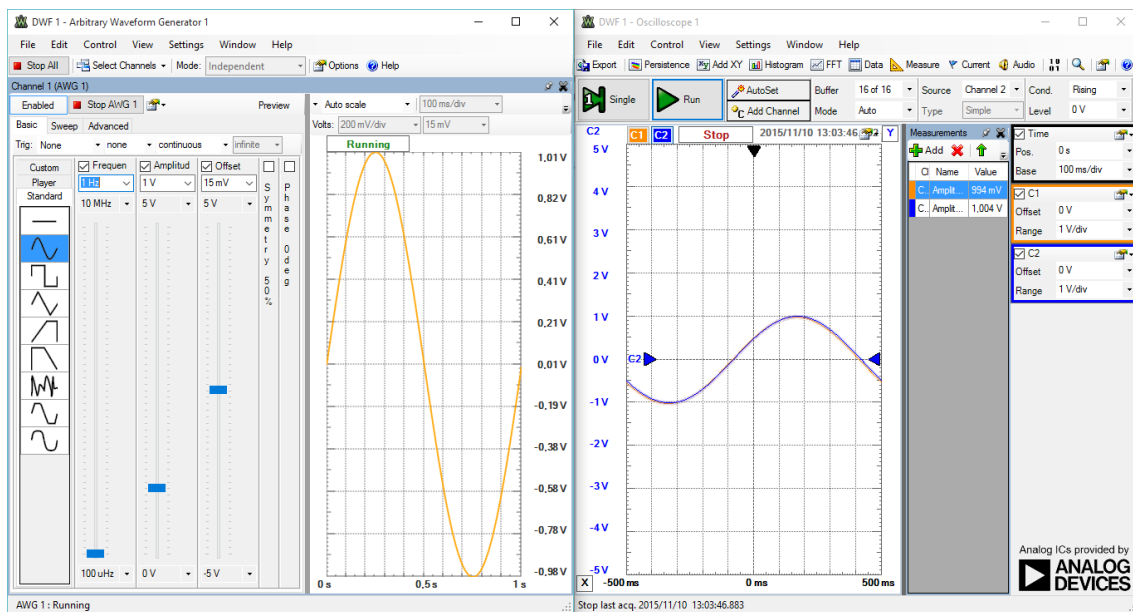 DWF 1 - Arbitrary Waveform Generator 1
File Edit Control View Settings Window Help
Stop All Select Channels Mode: Independent Options Help
Channel 1 (AWG 1)
Enabled Stop AWG 1 Preview
Basic Sweep Advanced
Trig: None none continuous infinite
Custom
Player
Standard
Frequen Amplitud Offset
1 Hz 1 V 15 mV
10 MHz 5 V 5 V
Symmetry 50%
Phase 0deg
100 uHz 0 V -5 V
Auto scale 100 ms/div
Volts: 200 mV/div 15 mV
Running
1,01 V
0,82 V
0,61 V
0,41 V
0,21 V
0,01 V
-0,19 V
-0,38 V
-0,58 V
-0,78 V
-0,98 V
0 s 0,5 s 1 s
AWG 1: Running
DWF 1 - Oscilloscope 1
File Edit Control View Settings Window Help
Export Persistence Add XY Histogram FFT Data Measure Current Audio
Single Run AutoSet Add Channel
Buffer 16 of 16 Source Channel 2 Cond. Rising
Mode Auto Type Simple Level 0 V
C2 C1 C2 Stop 2015/11/10 13:03:46 Y
5 V
4 V
3 V
2 V
1 V
0 V C2
-1 V
-2 V
-3 V
-4 V
-5 V
X -500 ms 0 ms 500 ms
Measurements
Add
Name Value
C.. Amplit... 994 mV
C.. Amplit... 1,004 V
Time
Pos. 0 s
Base 100 ms/div
C1
Offset 0 V
Range 1 V/div
C2
Offset 0 V
Range 1 V/div
Analog ICs provided by
ANALOG
DEVICES
Stop last acq. 2015/11/10 13:03:46.883